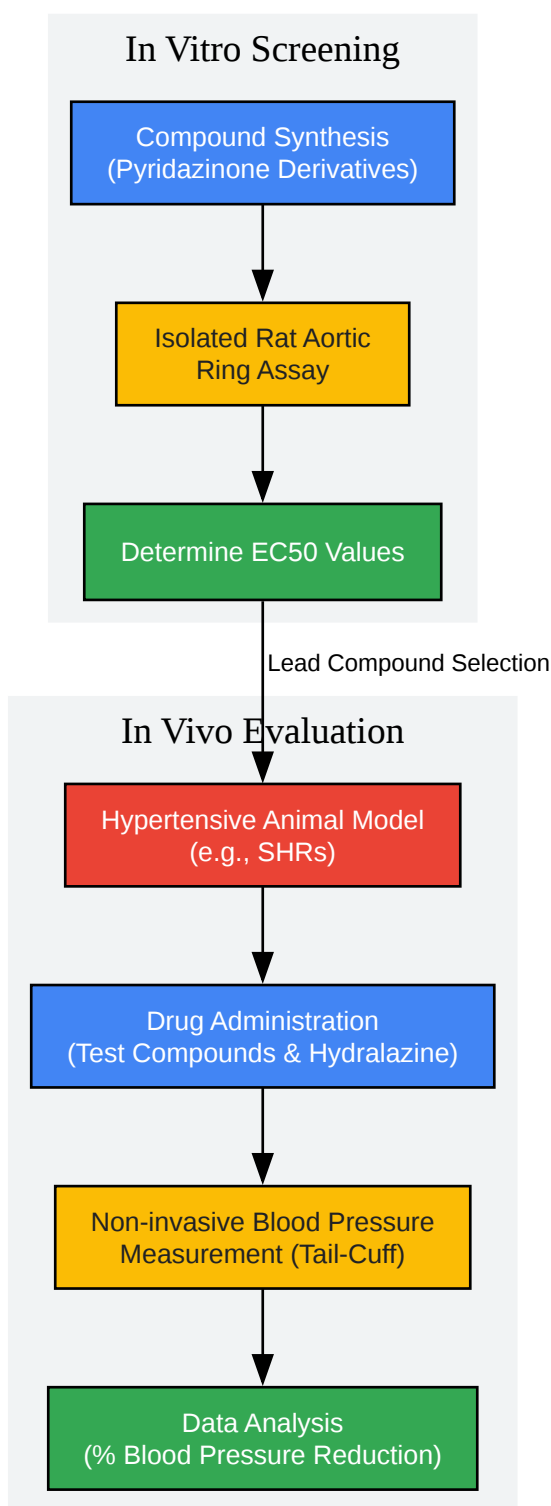 In Vitro Screening
Compound Synthesis
(Pyridazinone Derivatives)
Isolated Rat Aortic
Ring Assay
Determine EC50 Values
Lead Compound Selection
In Vivo Evaluation
Hypertensive Animal Model
(e.g., SHRs)
Drug Administration
(Test Compounds & Hydralazine)
Non-invasive Blood Pressure
Measurement (Tail-Cuff)
Data Analysis
(% Blood Pressure Reduction)